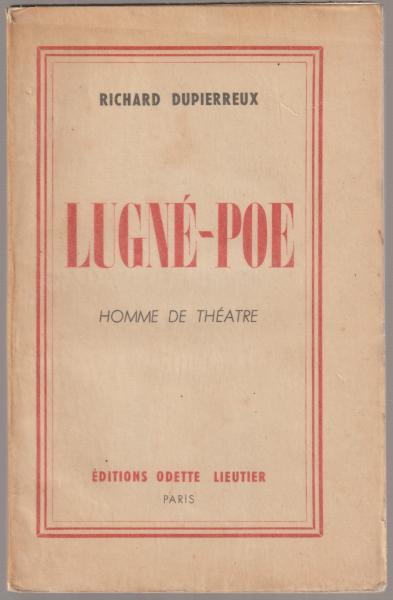 RICHARD DUPIERREUX
LUGNÉ-POE
HOMME DE THÉATRE
ÉDITIONS ODETTE LIEUTIER
PARIS